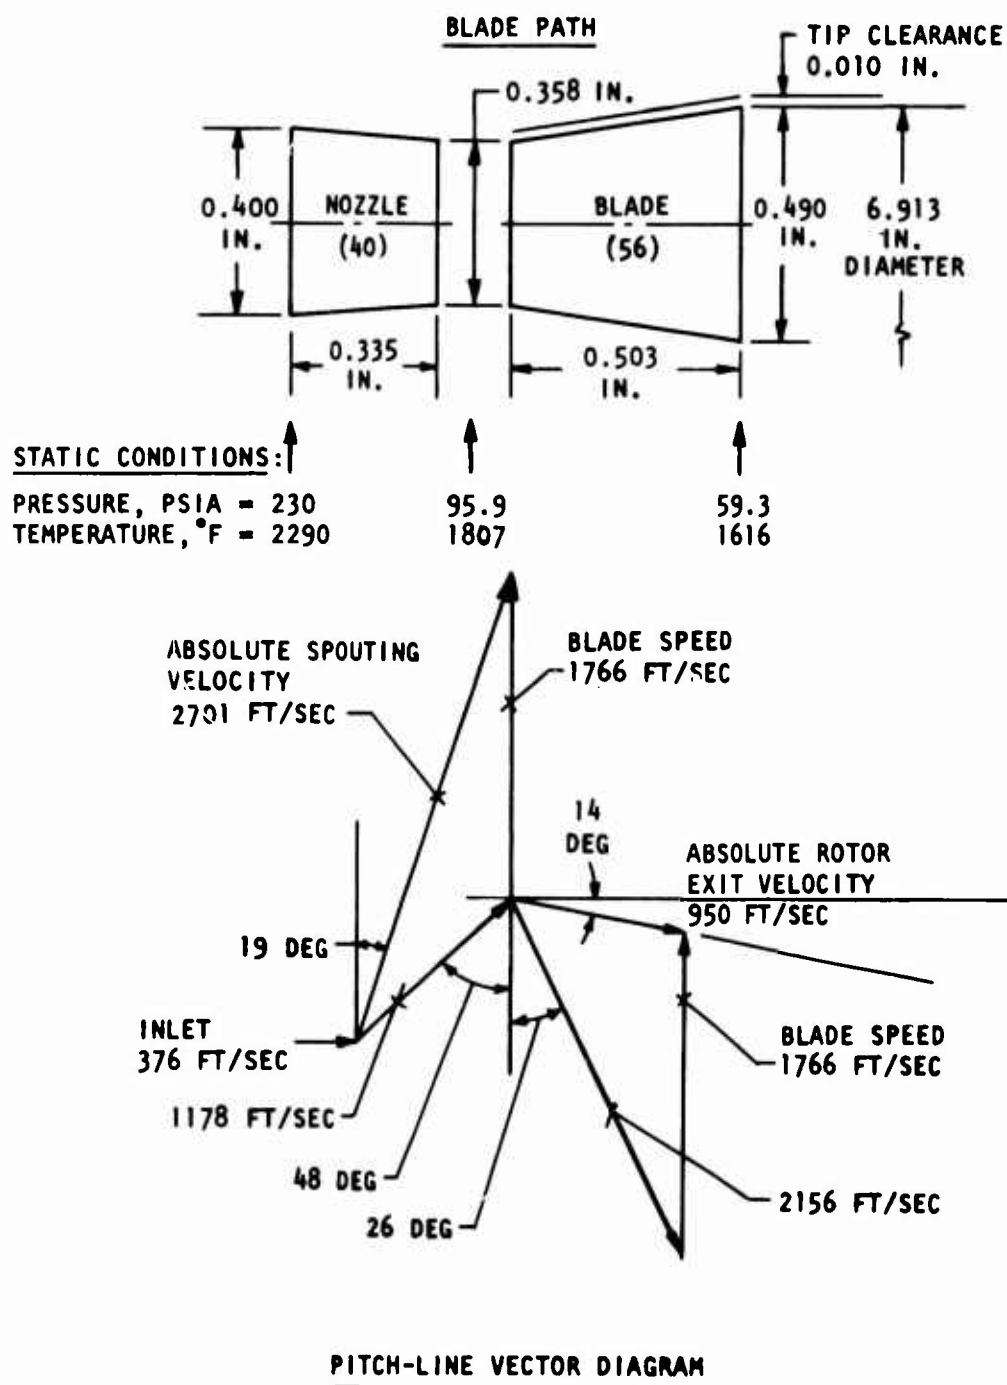 BLADE PATH
TIP CLEARANCE
0.010 IN.
0.358 IN.
0.400
IN.
NOZZLE
(40)
BLADE
(56)
0.490
IN.
6.913
IN.
DIAMETER
0.335
IN.
0.503
IN.
STATIC CONDITIONS:
PRESSURE, PSIA = 230 95.9 59.3
TEMPERATURE, °F = 2290 1807 1616
ABSOLUTE SPOUTING
VELOCITY
2701 FT/SEC
BLADE SPEED
1766 FT/SEC
14
DEG
ABSOLUTE ROTOR
EXIT VELOCITY
950 FT/SEC
19 DEG
INLET
376 FT/SEC
BLADE SPEED
1766 FT/SEC
1178 FT/SEC
48 DEG
26 DEG
2156 FT/SEC
PITCH-LINE VECTOR DIAGRAM